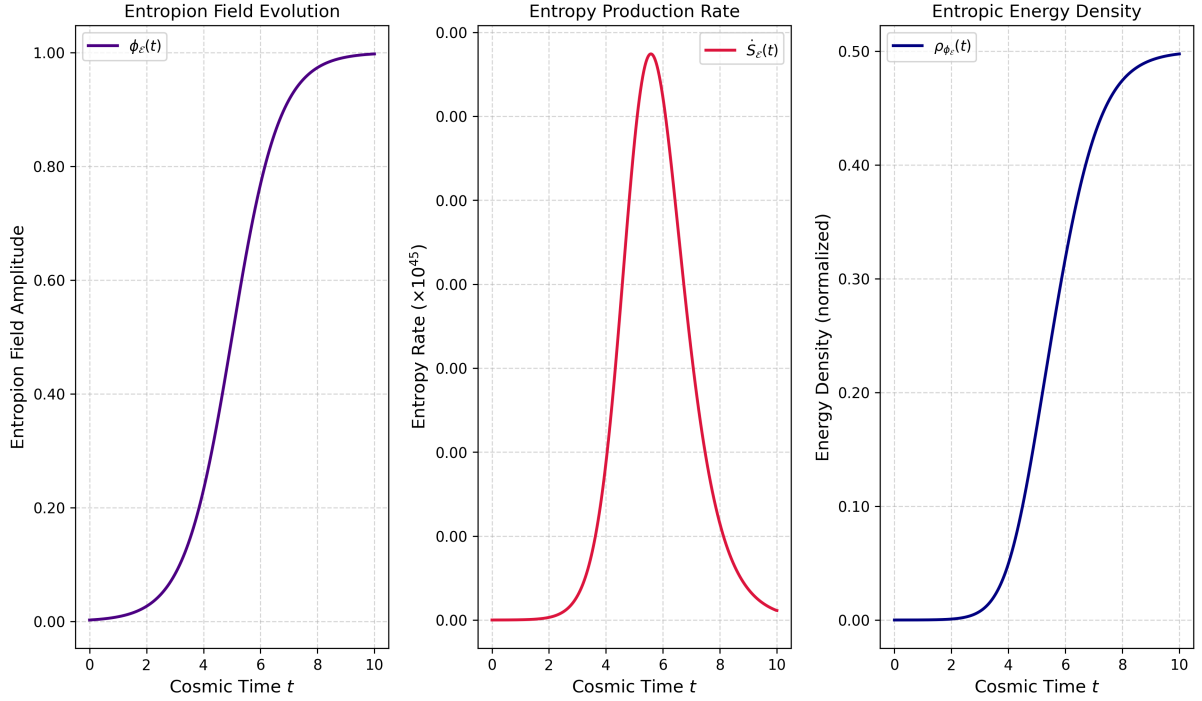 Entropion Field Evolution
ϕ_ℰ(t)
Entropion Field Amplitude
1.00
0.80
0.60
0.40
0.20
0.00
0 2 4 6 8 10
Cosmic Time t
Entropy Production Rate
Ṡ_ℰ(t)
Entropy Rate (×10^45)
0.00
0.00
0.00
0.00
0.00
0.00
0.00
0.00
0 2 4 6 8 10
Cosmic Time t
Entropic Energy Density
ρ_ϕ_ℰ(t)
Energy Density (normalized)
0.50
0.40
0.30
0.20
0.10
0.00
0 2 4 6 8 10
Cosmic Time t